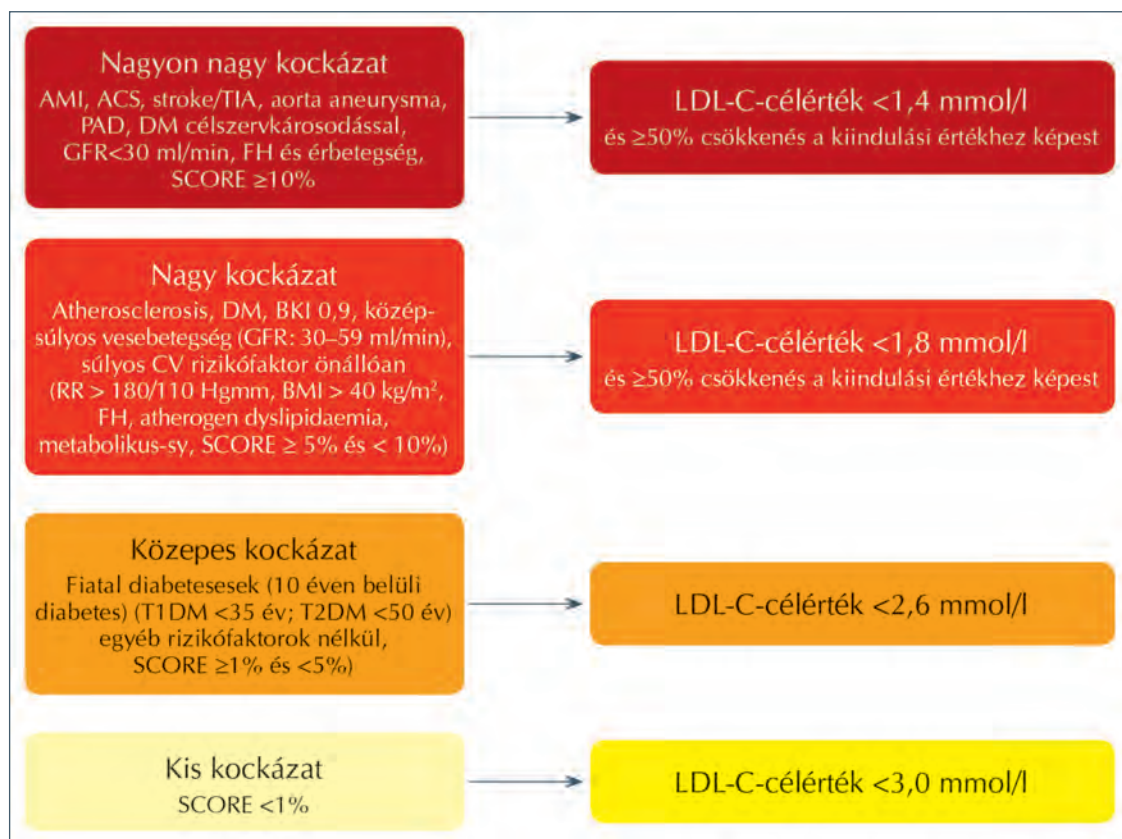 Nagyon nagy kockázat
AMI, ACS, stroke/TIA, aorta aneurysma,
PAD, DM célszervkárosodással,
GFR<30 ml/min, FH és érbetegség,
SCORE ≥10%
LDL-C-célérték <1,4 mmol/l
és ≥50% csökkenés a kiindulási értékhez képest
Nagy kockázat
Atherosclerosis, DM, BKI 0,9, közép-
súlyos vesebetegség (GFR: 30–59 ml/min),
súlyos CV rizikófaktor önállóan
(RR > 180/110 Hgmm, BMI > 40 kg/m²,
FH, atherogen dyslipidaemia,
metabolikus-sy, SCORE ≥ 5% és < 10%)
LDL-C-célérték <1,8 mmol/l
és ≥50% csökkenés a kiindulási értékhez képest
Közepes kockázat
Fiatal diabetesesek (10 éven belüli
diabetes) (T1DM <35 év; T2DM <50 év)
egyéb rizikófaktorok nélkül,
SCORE ≥1% és <5%)
LDL-C-célérték <2,6 mmol/l
Kis kockázat
SCORE <1%
LDL-C-célérték <3,0 mmol/l